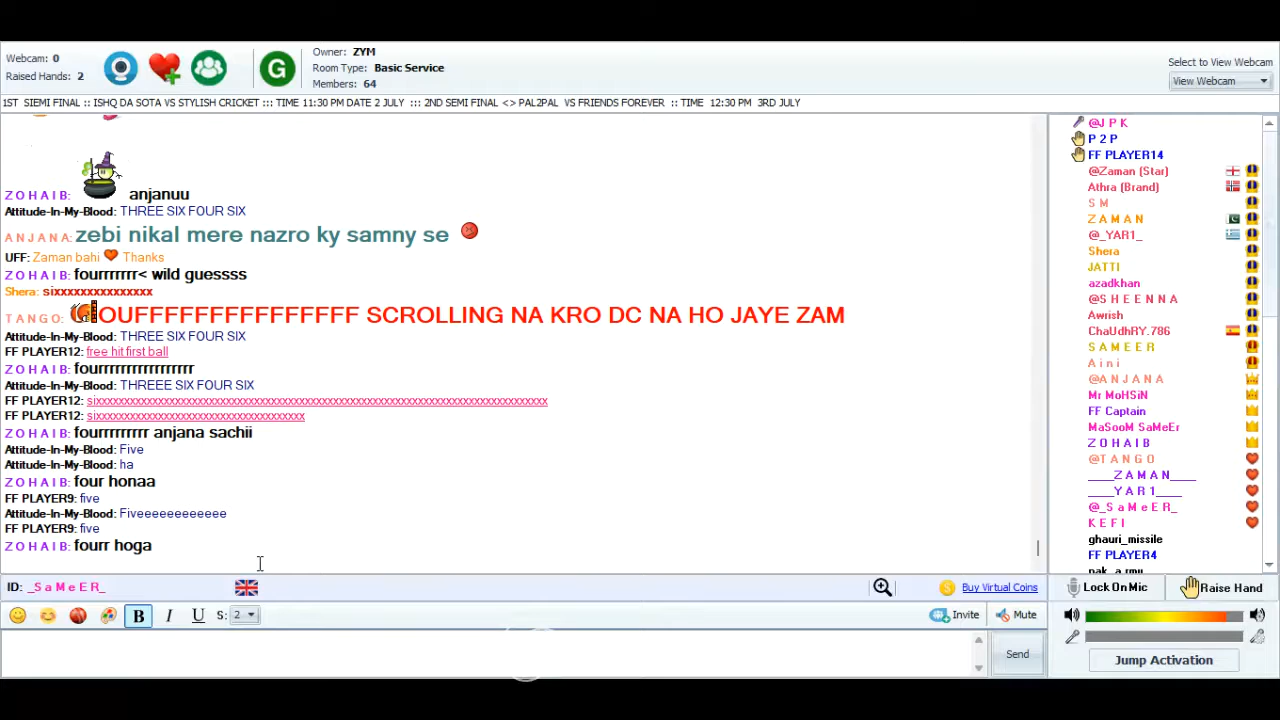 Webcam: 0
Raised Hands: 2
G
Owner: ZYM
Room Type: Basic Service
Members: 64
Select to View Webcam
View Webcam
1ST SIEMI FINAL :: ISHQ DA SOTA VS STYLISH CRICKET ::: TIME 11:30 PM DATE 2 JULY ::: 2ND SEMI FINAL <> PAL2PAL VS FRIENDS FOREVER :: TIME 12:30 PM 3RD JULY
Z O H A I B: anjanuu
Attitude-In-My-Blood: THREE SIX FOUR SIX
A N J A N A: zebi nikal mere nazro ky samny se
UFF: Zaman bahi Thanks
Z O H A I B: fourrrrrrr< wild guessss
Shera: sixxxxxxxxxxxxxxx
T A N G O: OUFFFFFFFFFFFFFFF SCROLLING NA KRO DC NA HO JAYE ZAM
Attitude-In-My-Blood: THREE SIX FOUR SIX
FF PLAYER12: free hit first ball
Z O H A I B: fourrrrrrrrrrrrrrrrr
Attitude-In-My-Blood: THREEE SIX FOUR SIX
FF PLAYER12: sixxxxxxxxxxxxxxxxxxxxxxxxxxxxxxxxxxxxxxxxxxxxxxxxxxxxxxxxxxxxxxxxxxxxxxxxxxxxx
FF PLAYER12: sixxxxxxxxxxxxxxxxxxxxxxxxxxxxxxxxxxx
Z O H A I B: fourrrrrrrrr anjana sachii
Attitude-In-My-Blood: Five
Attitude-In-My-Blood: ha
Z O H A I B: four honaa
FF PLAYER9: five
Attitude-In-My-Blood: Fiveeeeeeeeeeee
FF PLAYER9: five
Z O H A I B: fourr hoga
@J P K
P 2 P
FF PLAYER14
@Zaman (Star)
Athra (Brand)
S M
Z A M A N
@_YAR1_
Shera
JATTI
azadkhan
@S H E E N N A
Awrish
ChaUdhRY.786
S A M E E R
A i n i
@A N J A N A
Mr MoHSiN
FF Captain
MaSooM SaMeEr
Z O H A I B
@T A N G O
____Z A M A N____
____Y A R 1____
@_S a M e E R_
K E F I
ghauri_missile
FF PLAYER4
pak_a rmu
ID: _S a M e E R_
Buy Virtual Coins
Lock On Mic
Raise Hand
B I U S: 2
Invite
Mute
Send
Jump Activation